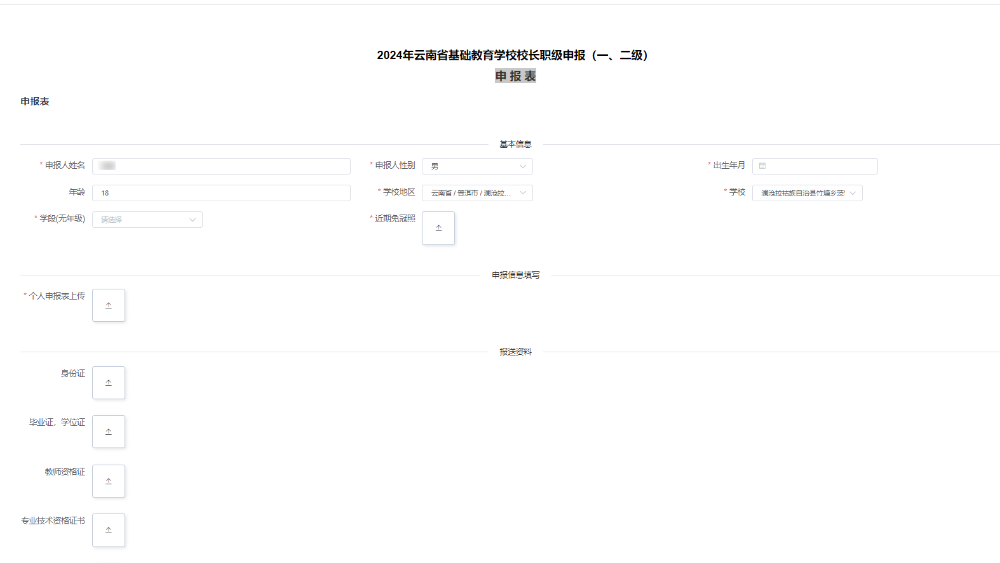 2024年云南省基础教育学校校长职级申报（一、二级）
申 报 表
申报表
基本信息
* 申报人姓名
* 申报人性别 男
* 出生年月
年龄 18
* 学校地区 云南省 / 普洱市 / 澜沧拉...
* 学校 澜沧拉祜族自治县竹塘乡茨
* 学段(无年级) 请选择
* 近期免冠照
申报信息填写
* 个人申报表上传
报送资料
身份证
毕业证，学位证
教师资格证
专业技术资格证书